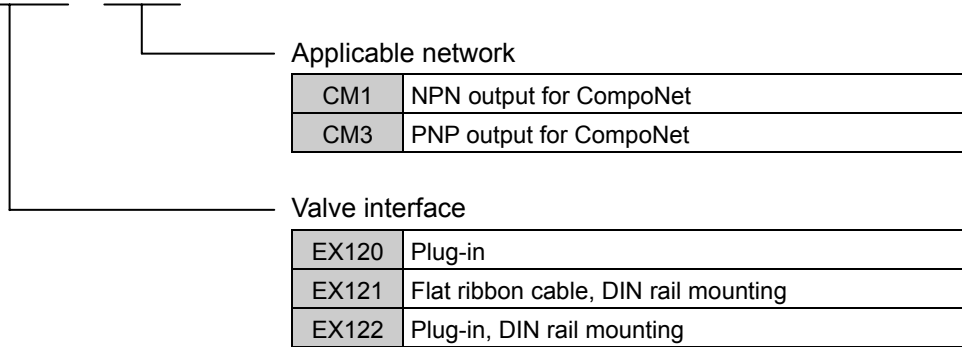 Applicable network
CM1 NPN output for CompoNet
CM3 PNP output for CompoNet
Valve interface
EX120 Plug-in
EX121 Flat ribbon cable, DIN rail mounting
EX122 Plug-in, DIN rail mounting